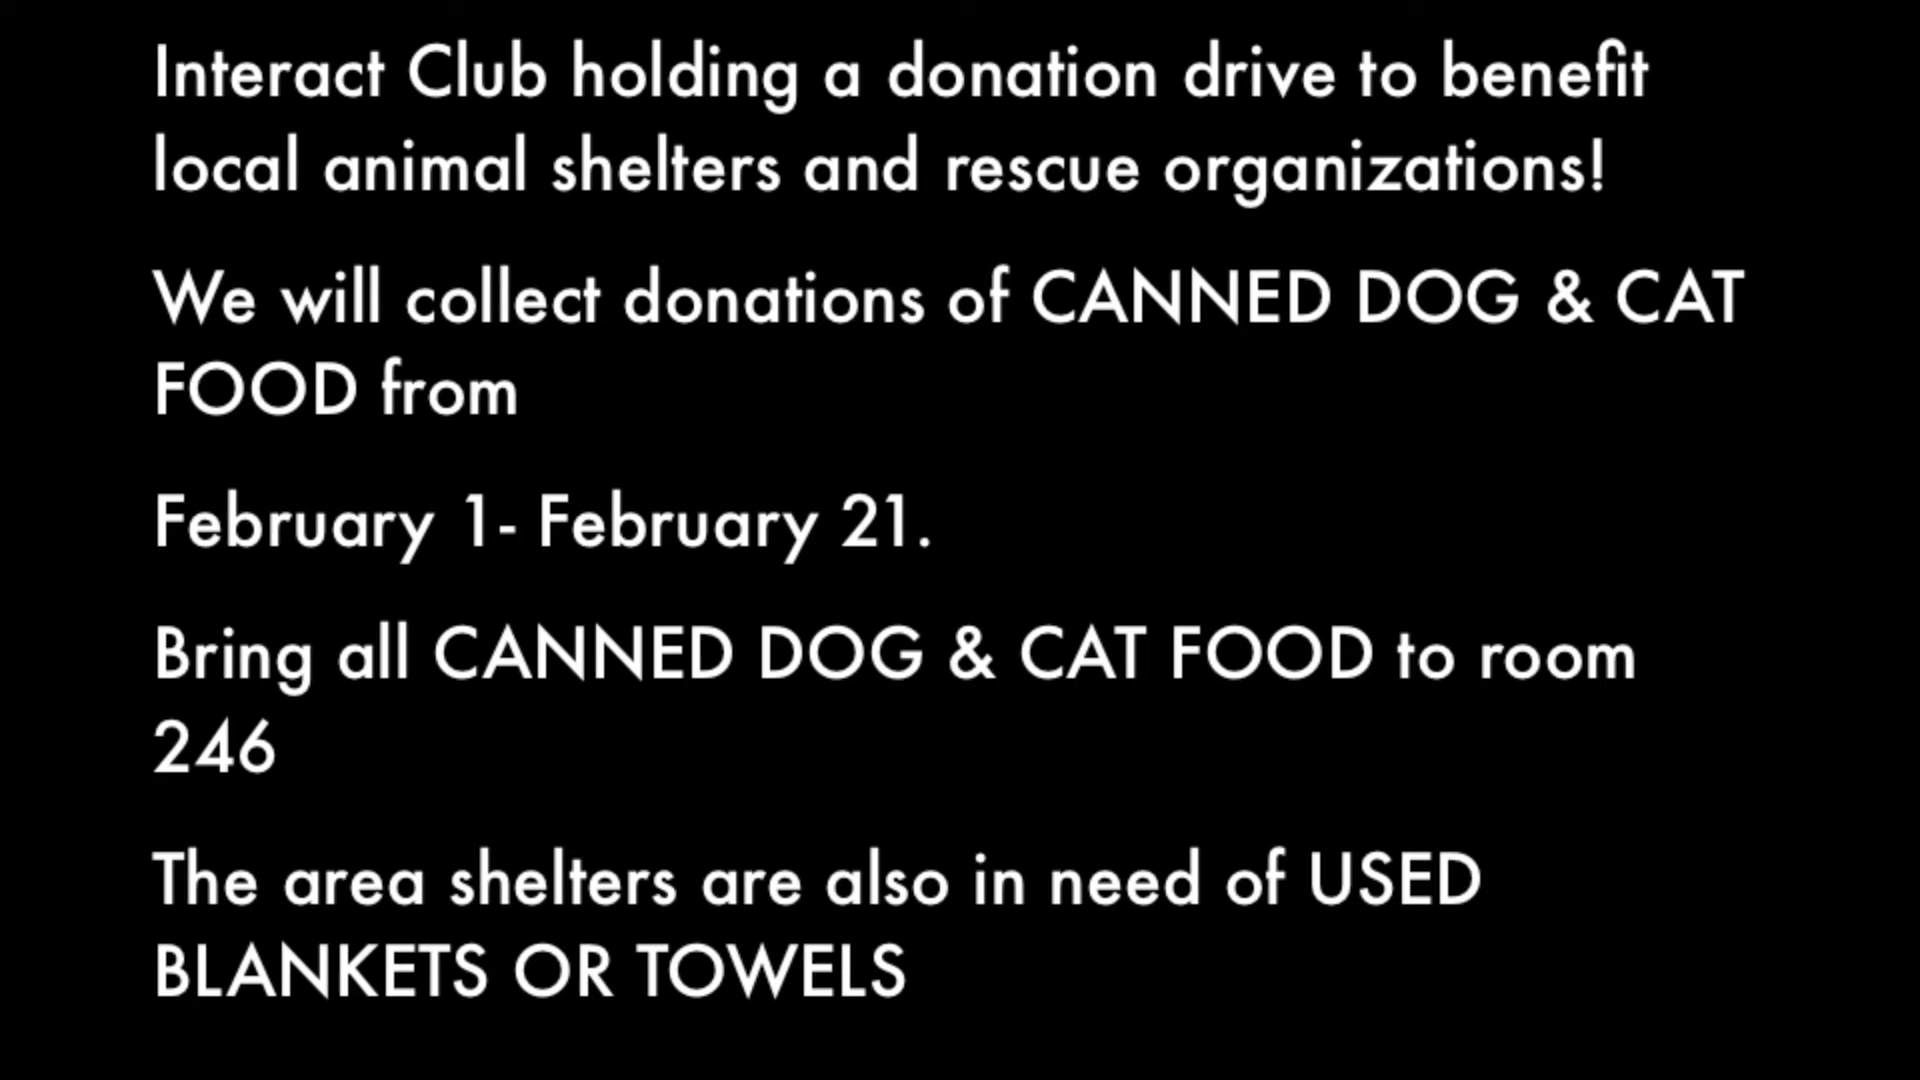 Interact Club holding a donation drive to benefit
local animal shelters and rescue organizations!
We will collect donations of CANNED DOG & CAT
FOOD from
February 1- February 21.
Bring all CANNED DOG & CAT FOOD to room
246
The area shelters are also in need of USED
BLANKETS OR TOWELS